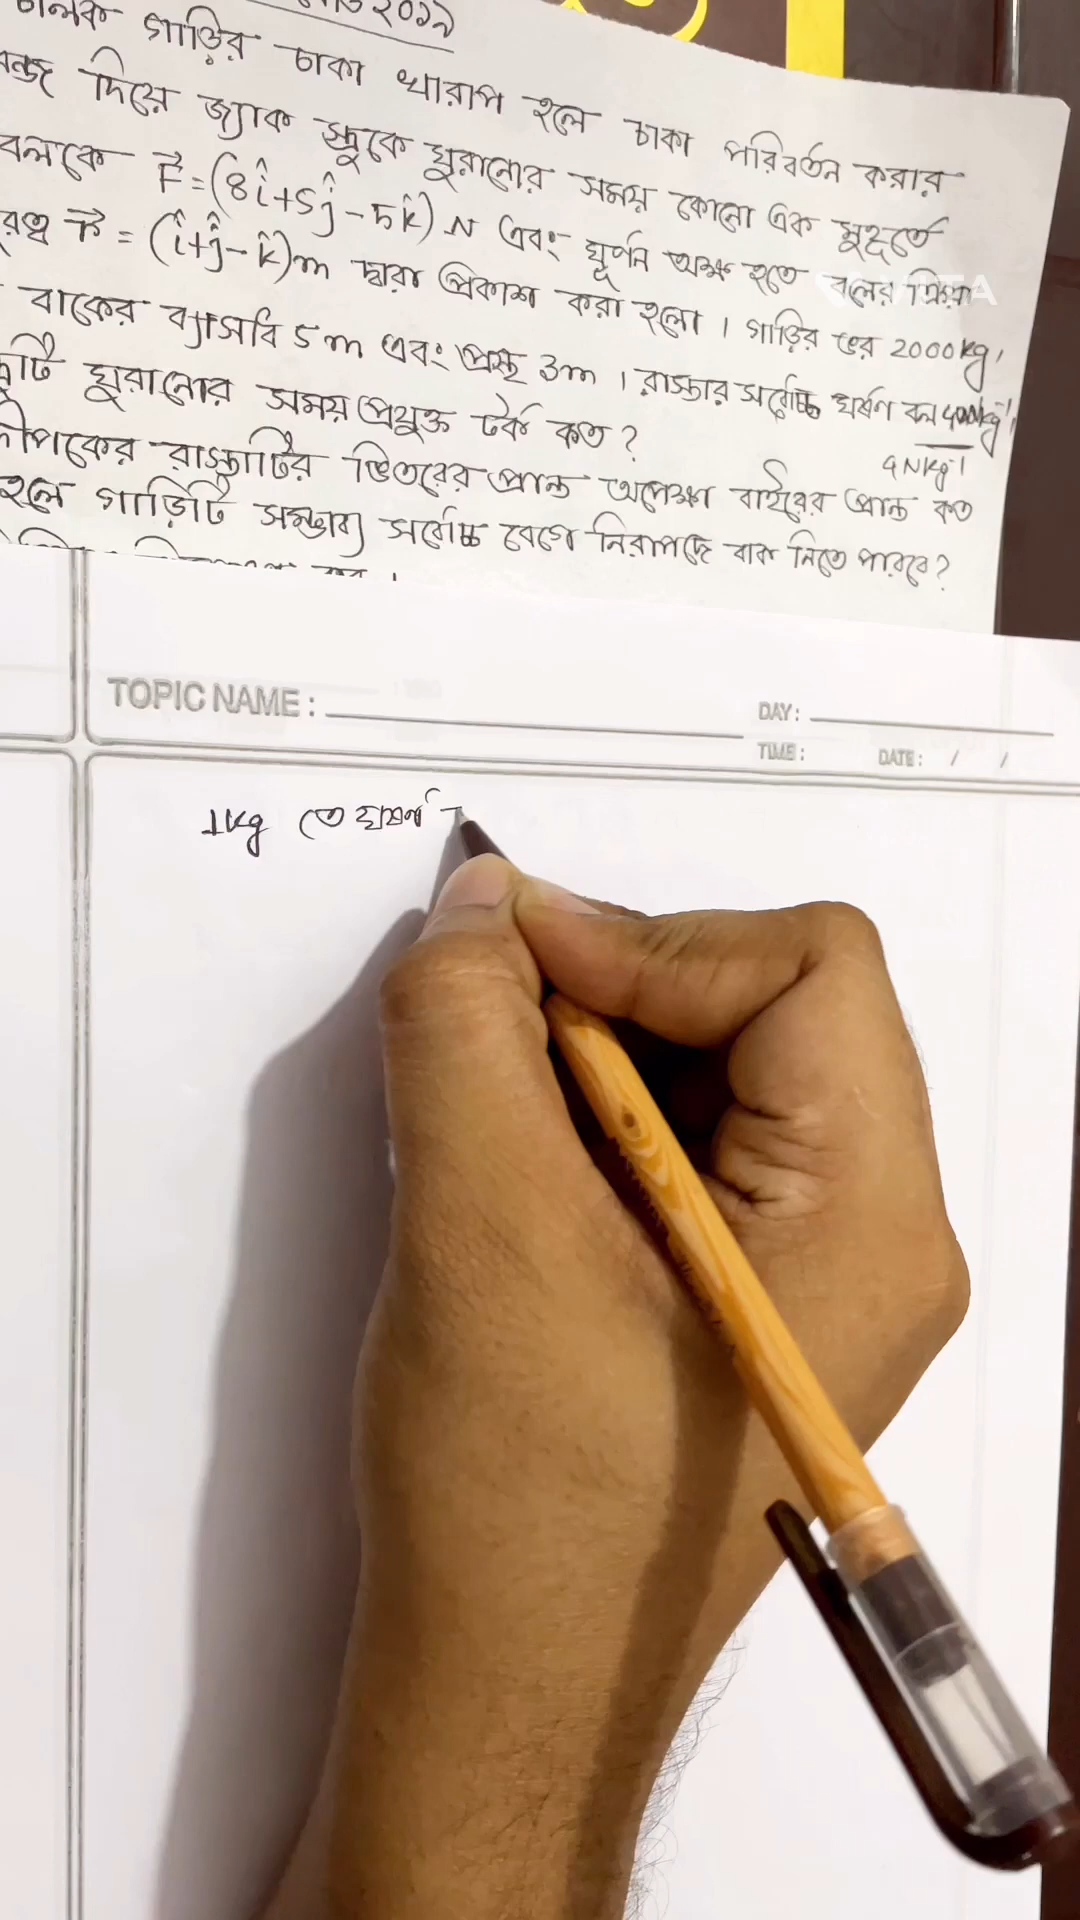 ২০১৯
চালক গাড়ির চাকা খারাপ হলে চাকা পরিবর্তন করার
দিয়ে জ্যাক স্ক্রুকে ঘুরানোর সময় কোনো এক মুহূর্তে
বলকে F⃗=(8î+5ĵ-5k̂)N এবং ঘূর্ণন অক্ষ হতে বলের ক্রিয়া
r⃗ = (î+ĵ-k̂)m দ্বারা প্রকাশ করা হলো । গাড়ির ভর 2000kg,
বাকের ব্যাসার্ধ 5m এবং প্রস্থ 3m । রাস্তার সর্বোচ্চ ঘর্ষণ বল
4Nkg⁻¹
ঘুরানোর সময় প্রযুক্ত টর্ক কত ?
রাস্তাটির ভিতরের প্রান্ত অপেক্ষা বাইরের প্রান্ত কত
হলে গাড়িটি সম্ভাব্য সর্বোচ্চ বেগে নিরাপদে বাক নিতে পারবে?
TOPIC NAME :
DAY :
TIME :
DATE : / /
1kg তে ঘর্ষণ